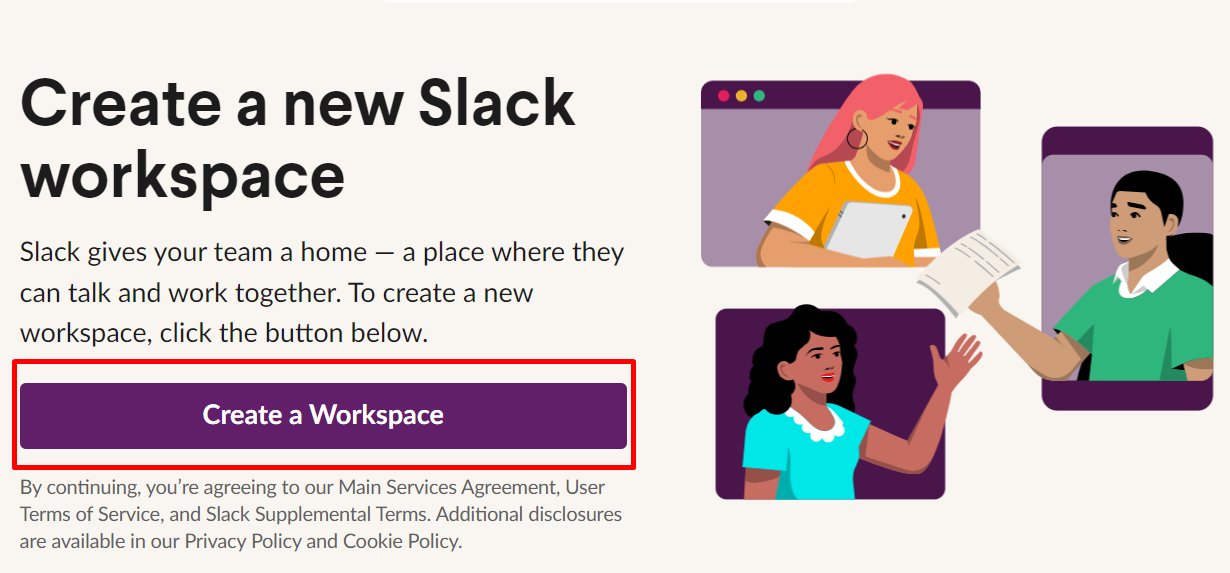 Create a new Slack
workspace
Slack gives your team a home — a place where they
can talk and work together. To create a new
workspace, click the button below.
Create a Workspace
By continuing, you’re agreeing to our Main Services Agreement, User
Terms of Service, and Slack Supplemental Terms. Additional disclosures
are available in our Privacy Policy and Cookie Policy.